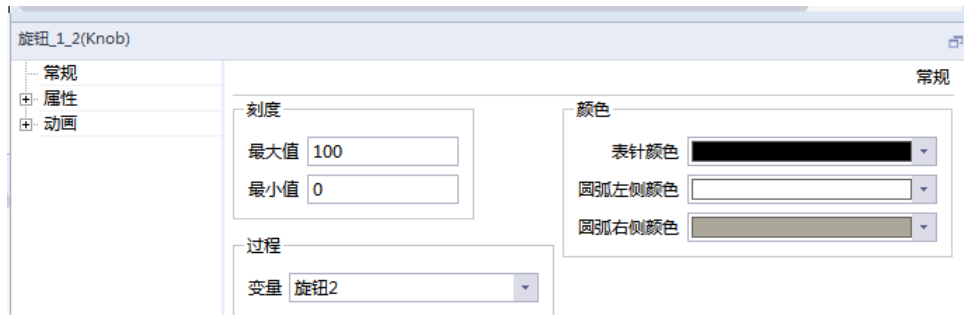 旋钮_1_2(Knob)
常规
属性
动画
常规
刻度
最大值 100
最小值 0
过程
变量 旋钮2
颜色
表针颜色
圆弧左侧颜色
圆弧右侧颜色